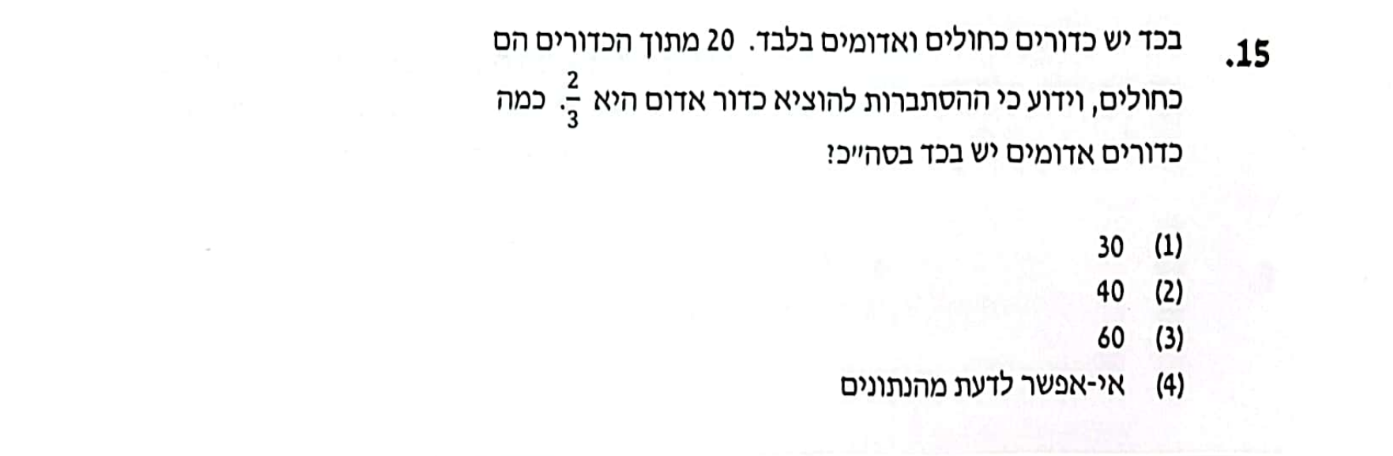 15. בכד יש כדורים כחולים ואדומים בלבד. 20 מתוך הכדורים הם
כחולים, וידוע כי ההסתברות להוציא כדור אדום היא 2/3. כמה
כדורים אדומים יש בכד בסה"כ?
(1) 30
(2) 40
(3) 60
(4) אי-אפשר לדעת מהנתונים